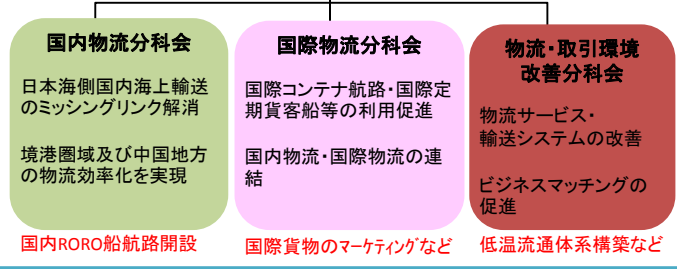 国内物流分科会
日本海側国内海上輸送
のミッシングリンク解消
境港圏域及び中国地方
の物流効率化を実現
国内RORO船航路開設
国際物流分科会
国際コンテナ航路・国際定
期貨客船等の利用促進
国内物流・国際物流の連
結
国際貨物のマーケティングなど
物流・取引環境
改善分科会
物流サービス・
輸送システムの改善
ビジネスマッチングの
促進
低温流通体系構築など